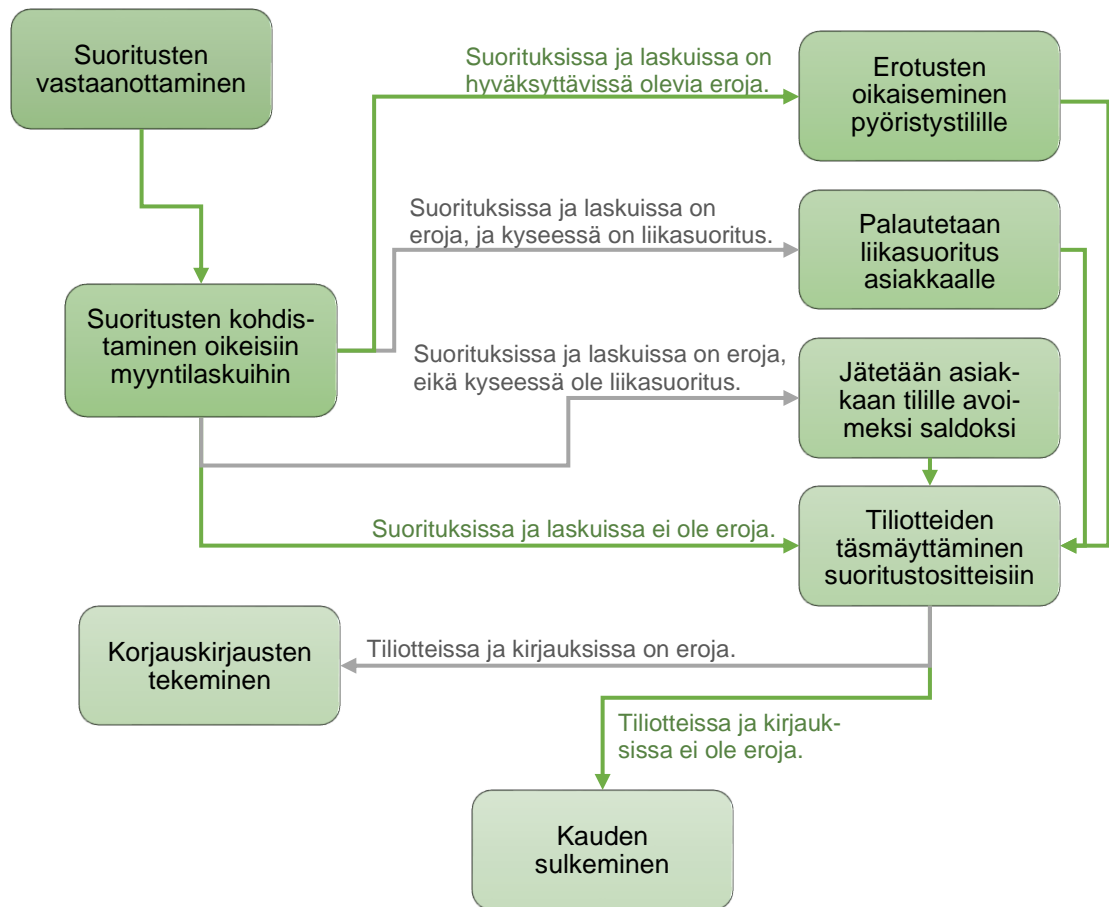 Suoritusten
vastaanottaminen
Suorituksissa ja laskuissa on
hyväksyttävissä olevia eroja.
Erotusten
oikaiseminen
pyöristystilille
Suorituksissa ja laskuissa on
eroja, ja kyseessä on liikasuoritus.
Palautetaan
liikasuoritus
asiakkaalle
Suoritusten kohdis-
taminen oikeisiin
myyntilaskuihin
Suorituksissa ja laskuissa on eroja,
eikä kyseessä ole liikasuoritus.
Jätetään asiak-
kaan tilille avoi-
meksi saldoksi
Suorituksissa ja laskuissa ei ole eroja.
Tiliotteiden
täsmäyttäminen
suoritustositteisiin
Korjauskirjausten
tekeminen
Tiliotteissa ja kirjauksissa on eroja.
Tiliotteissa ja kirjauk-
sissa ei ole eroja.
Kauden
sulkeminen